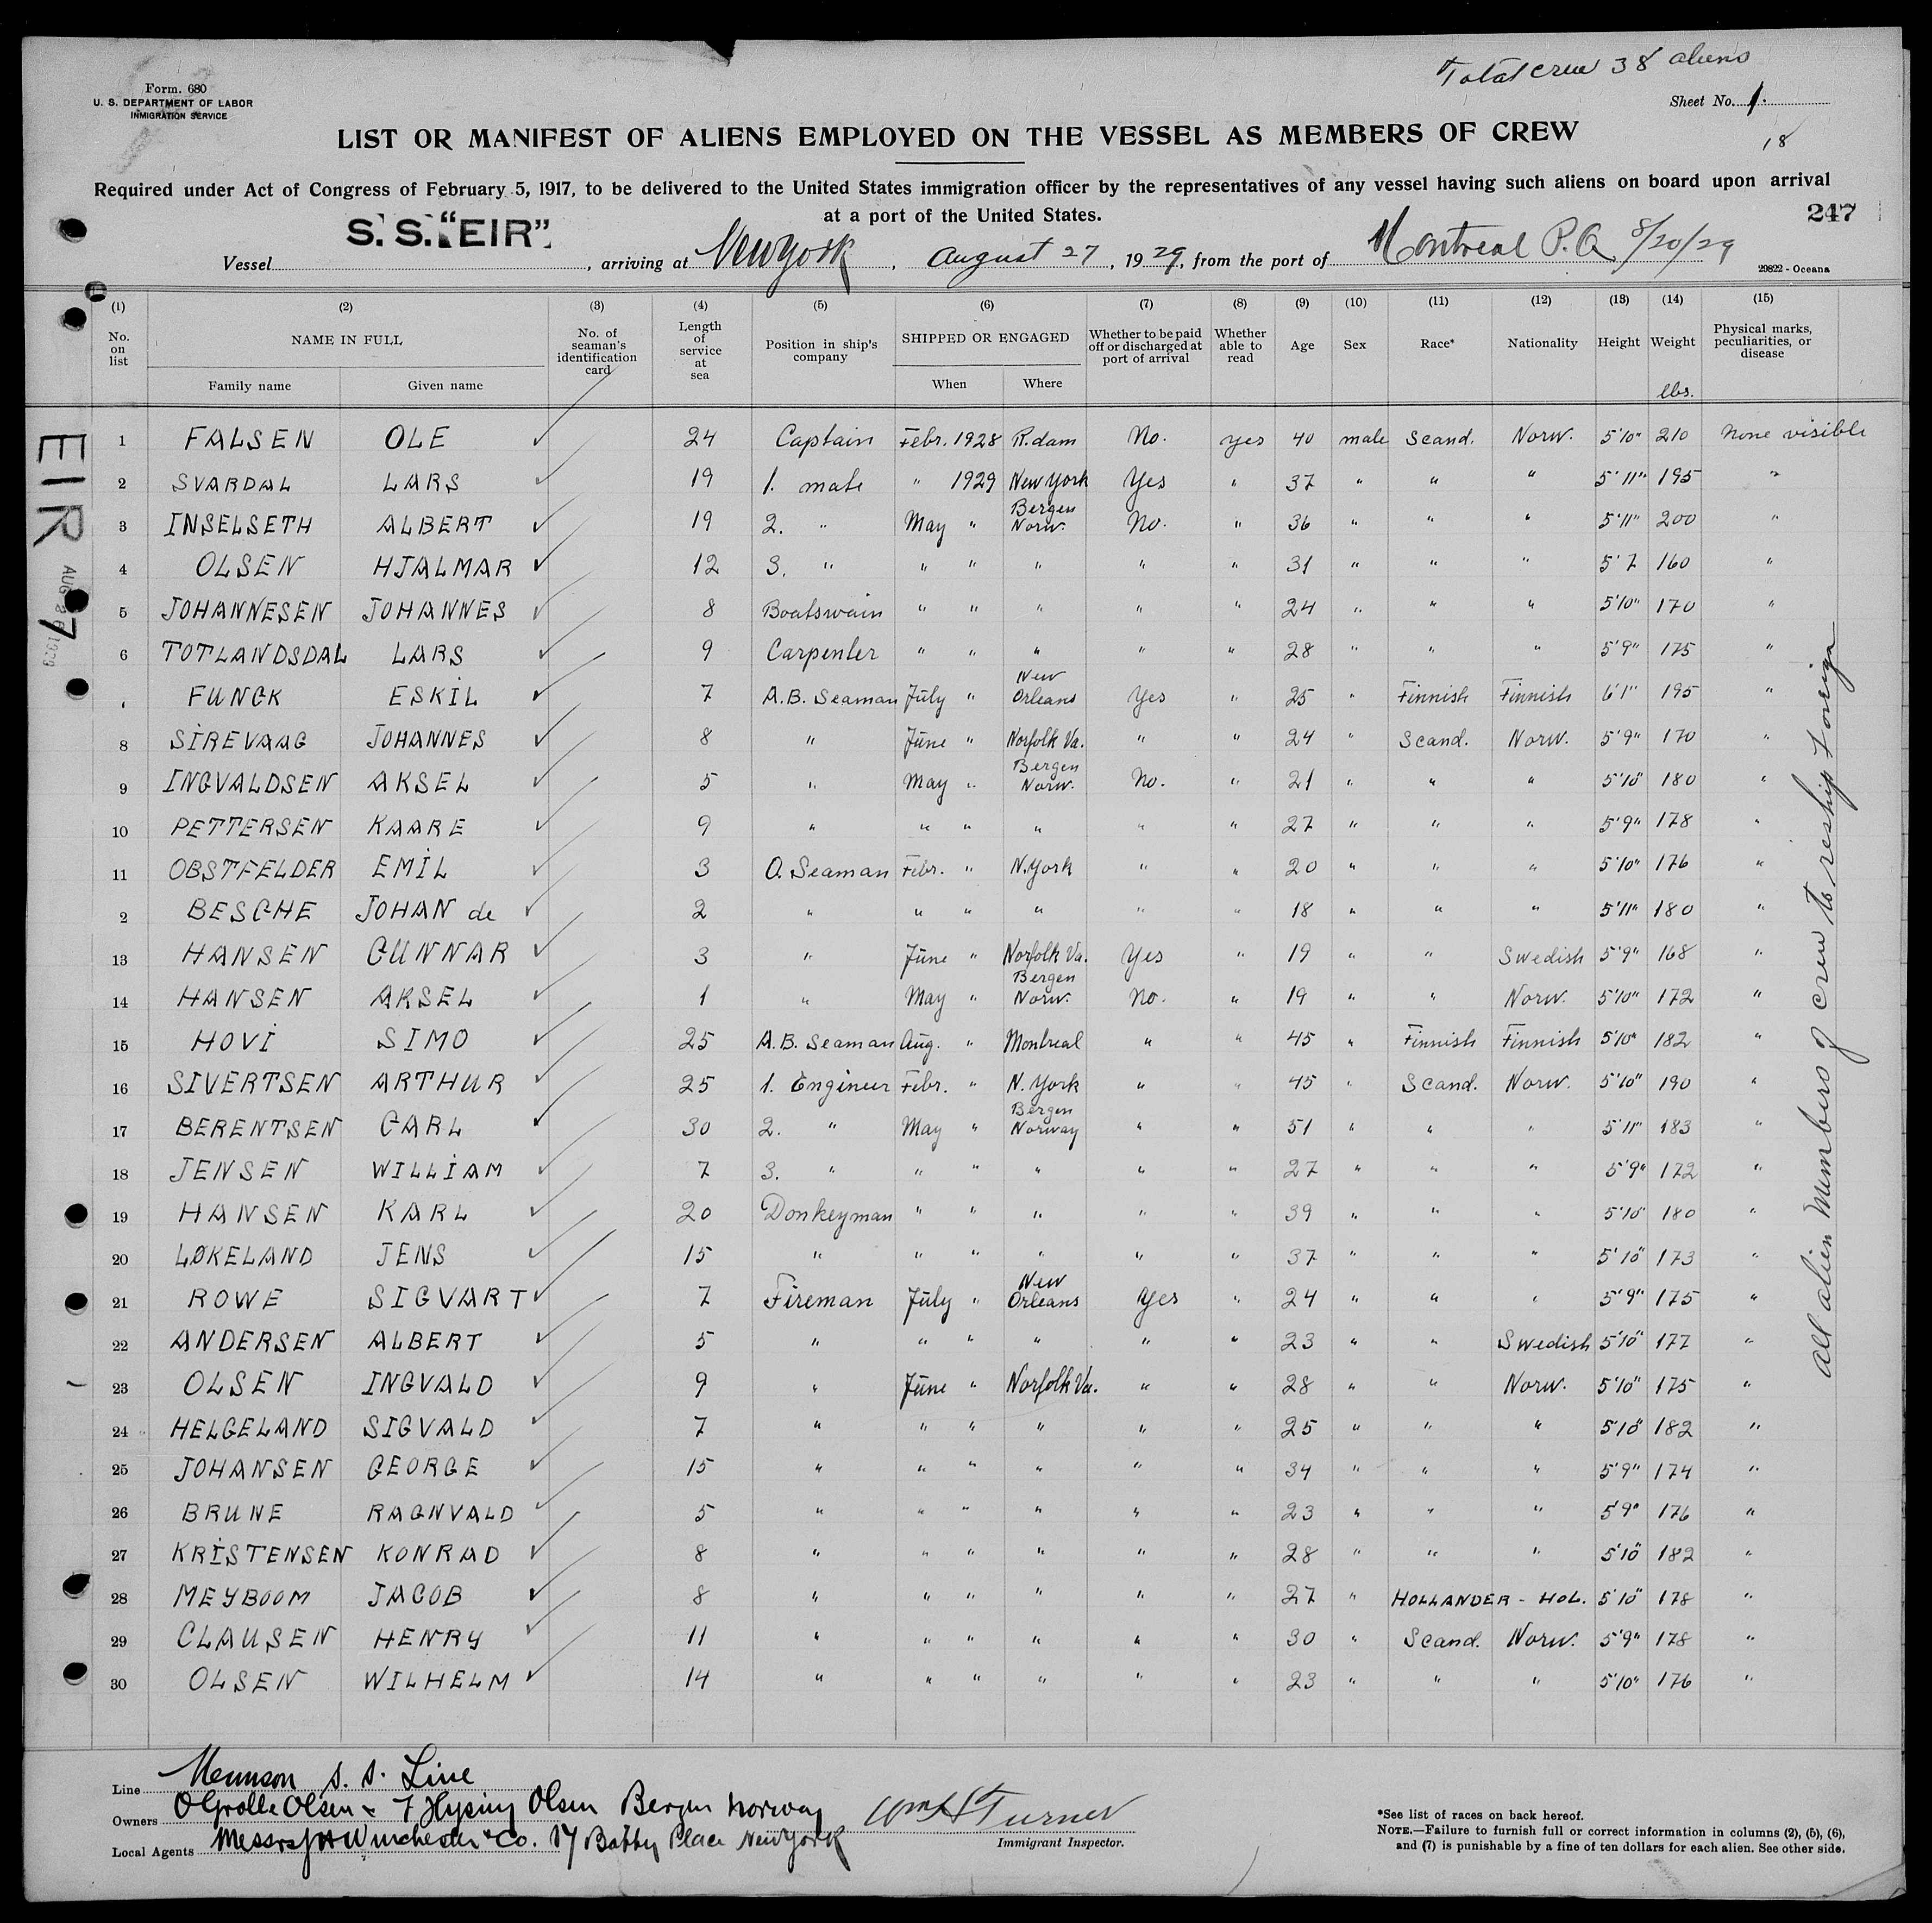 Total crew 38 aliens
Form. 680
U. S. DEPARTMENT OF LABOR
INMIGRATION SERVICE
Sheet No. 1.
LIST OR MANIFEST OF ALIENS EMPLOYED ON THE VESSEL AS MEMBERS OF CREW
18
Required under Act of Congress of February 5, 1917, to be delivered to the United States immigration officer by the representatives of any vessel having such aliens on board upon arrival
at a port of the United States.
247
Vessel S. S. "EIR", arriving at New York, August 27, 1929, from the port of Montreal P.Q. 8/20/29
29822 - Oceana
(1) (2) (3) (4) (5) (6) (7) (8) (9) (10) (11) (12) (13) (14) (15)
No. on list NAME IN FULL Family name Given name No. of seaman's identification card Length of service at sea Position in ship's company SHIPPED OR ENGAGED When Where Whether to be paid off or discharged at port of arrival Whether able to read Age Sex Race* Nationality Height Weight lbs. Physical marks, peculiarities, or disease
1 FALSEN OLE 24 Captain Febr. 1928 R.dam No. yes 40 male Scand. Norw. 5'10" 210 None visible
2 SVARDAL LARS 19 1. mate " 1929 New York Yes " 37 " " " 5'11" 195 "
3 INSELSETH ALBERT 19 2. " May " Bergen Norw. No. " 36 " " " 5'11" 200 "
4 OLSEN HJALMAR 12 3. " " " " " " 31 " " " 5'7 160 "
5 JOHANNESEN JOHANNES 8 Boatswain " " " " " 24 " " " 5'10" 170 "
6 TOTLANDSDAL LARS 9 Carpenter " " " " " 28 " " " 5'9" 175 "
FUNCK ESKIL 7 A.B. Seaman July " New Orleans Yes " 25 " Finnish Finnish 6'1" 195 "
8 SIREVAAG JOHANNES 8 " June " Norfolk Va. " " 24 " Scand. Norw. 5'9" 170 "
9 INGVALDSEN AKSEL 5 " May " Bergen Norw. No. " 21 " " " 5'10" 180 "
10 PETTERSEN KAARE 9 " " " " " " 27 " " " 5'9" 178 "
11 OBSTFELDER EMIL 3 O. Seaman Febr. " N.York " " 20 " " " 5'10" 176 "
2 BESCHE JOHAN de 2 " " " " " " 18 " " " 5'11" 180 "
13 HANSEN GUNNAR 3 " June " Norfolk Va. Yes " 19 " " Swedish 5'9" 168 "
14 HANSEN AKSEL 1 " May " Bergen Norw. No. " 19 " " Norw. 5'10" 172 "
15 HOVI SIMO 25 A.B. Seaman Aug. " Montreal " " 45 " Finnish Finnish 5'10" 182 "
16 SIVERTSEN ARTHUR 25 1. Engineer Febr. " N. York " " 45 " Scand. Norw. 5'10" 190 "
17 BERENTSEN CARL 30 2. " May " Bergen Norway " " 51 " " " 5'11" 183 "
18 JENSEN WILLIAM 7 3. " " " " " " 27 " " " 5'9" 172 "
19 HANSEN KARL 20 Donkeyman " " " " " 39 " " " 5'10" 180 "
20 LØKELAND JENS 15 " " " " " " 37 " " " 5'10" 173 "
21 ROWE SIGVART 7 Fireman July " New Orleans Yes " 24 " " " 5'9" 175 "
22 ANDERSEN ALBERT 5 " " " " " " 23 " " Swedish 5'10" 177 "
23 OLSEN INGVALD 9 " June " Norfolk Va. " " 28 " " Norw. 5'10" 175 "
24 HELGELAND SIGVALD 7 " " " " " " 25 " " " 5'10" 182 "
25 JOHANSEN GEORGE 15 " " " " " " 34 " " " 5'9" 174 "
26 BRUNE RAGNVALD 5 " " " " " " 23 " " " 5'9" 176 "
27 KRISTENSEN KONRAD 8 " " " " " " 28 " " " 5'10" 182 "
28 MEYBOOM JACOB 8 " " " " " " 27 " HOLLANDER - HOL. 5'10" 178 "
29 CLAUSEN HENRY 11 " " " " " " 30 " Scand. Norw. 5'9" 178 "
30 OLSEN WILHELM 14 " " " " " " 23 " " " 5'10" 176 "
EIR 7
All alien members of crew to reship foreign
Line Munson S. S. Line
Owners O Grolle Olsen & F Hysing Olsen Bergen Norway
Local Agents Messrs JH Winchester & Co. 17 Battery Place New York
Wm H Turner
Immigrant Inspector.
*See list of races on back hereof.
NOTE.—Failure to furnish full or correct information in columns (2), (5), (6),
and (7) is punishable by a fine of ten dollars for each alien. See other side.